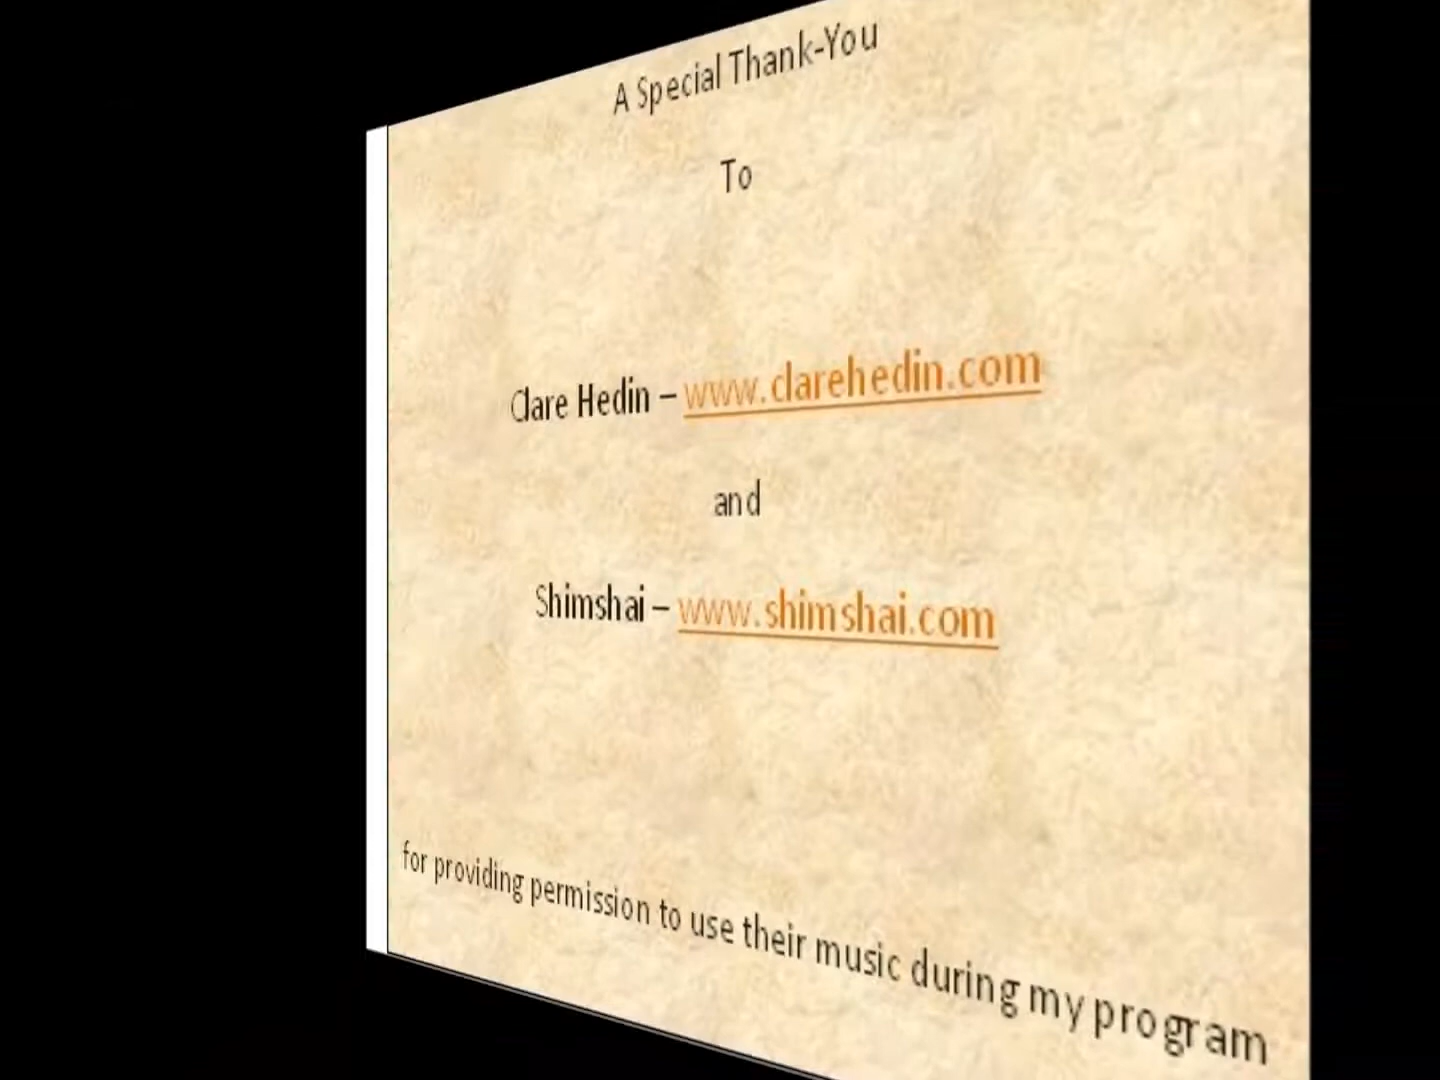 A Special Thank-You
To
Clare Hedin – www.clarehedin.com
and
Shimshai – www.shimshai.com
for providing permission to use their music during my program